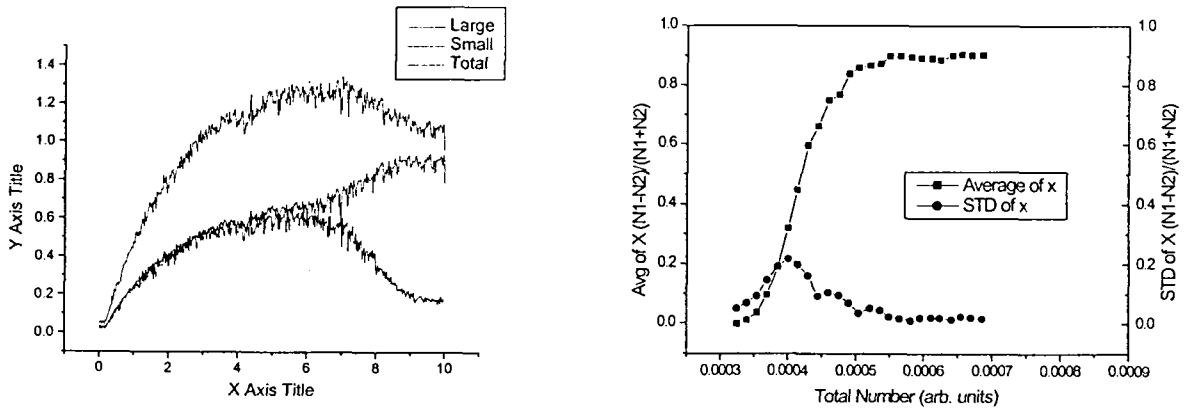 Large
Small
Total
1.4
1.2
1.0
0.8
0.6
0.4
0.2
0.0
Y Axis Title
0 2 4 6 8 10
X Axis Title
1.0
0.8
0.6
0.4
0.2
0.0
Avg of X (N1-N2)/(N1+N2)
Average of x
STD of x
1.0
0.8
0.6
0.4
0.2
0.0
STD of X (N1-N2)/(N1+N2)
0.0003 0.0004 0.0005 0.0006 0.0007 0.0008 0.0009
Total Number (arb. units)